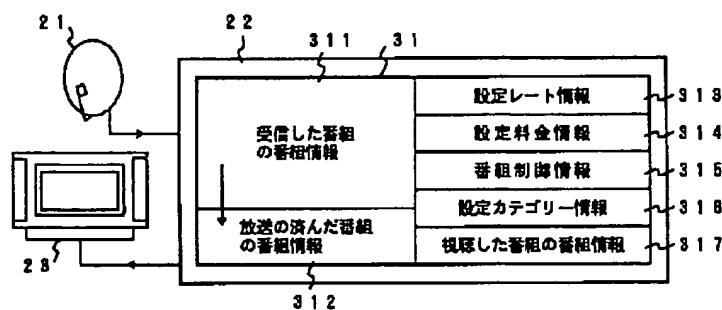 21
22
311
31
受信した番組
の番組情報
放送の済んだ番組
の番組情報
312
設定レート情報
313
設定料金情報
314
番組制御情報
315
設定カテゴリー情報
316
視聴した番組の番組情報
317
23